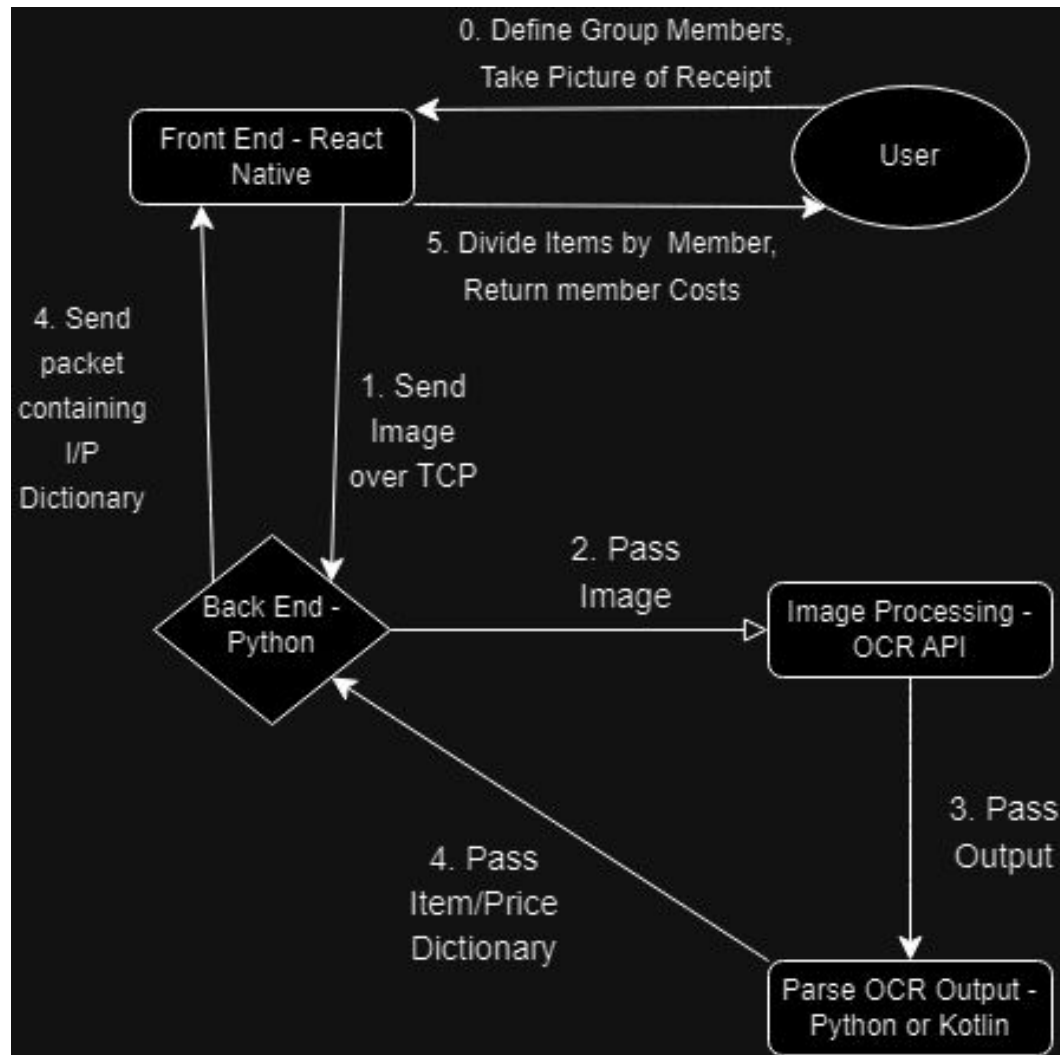 0. Define Group Members,
Take Picture of Receipt
Front End - React
Native
User
5. Divide Items by Member,
Return member Costs
4. Send
packet
containing
I/P
Dictionary
1. Send
Image
over TCP
2. Pass
Image
Back End -
Python
Image Processing -
OCR API
3. Pass
Output
4. Pass
Item/Price
Dictionary
Parse OCR Output -
Python or Kotlin